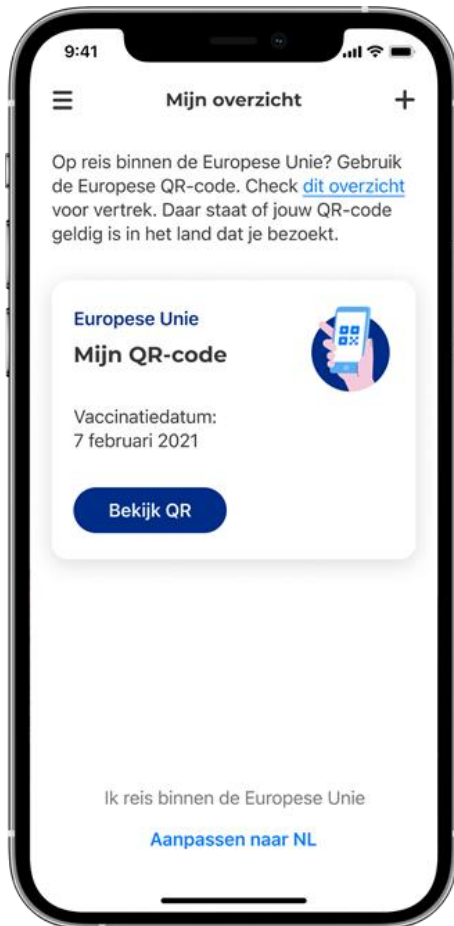 9:41
Mijn overzicht
Op reis binnen de Europese Unie? Gebruik
de Europese QR-code. Check dit overzicht
voor vertrek. Daar staat of jouw QR-code
geldig is in het land dat je bezoekt.
Europese Unie
Mijn QR-code
Vaccinatiedatum:
7 februari 2021
Bekijk QR
Ik reis binnen de Europese Unie
Aanpassen naar NL